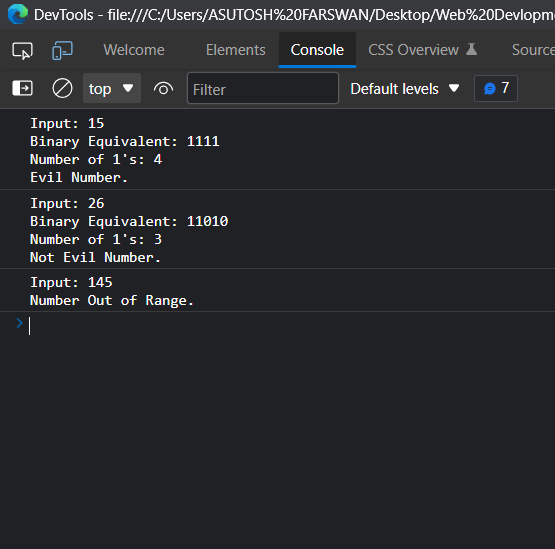 DevTools - file:///C:/Users/ASUTOSH%20FARSWAN/Desktop/Web%20Devlopm
Welcome Elements Console CSS Overview Source
top Filter Default levels 7
Input: 15
Binary Equivalent: 1111
Number of 1's: 4
Evil Number.
Input: 26
Binary Equivalent: 11010
Number of 1's: 3
Not Evil Number.
Input: 145
Number Out of Range.